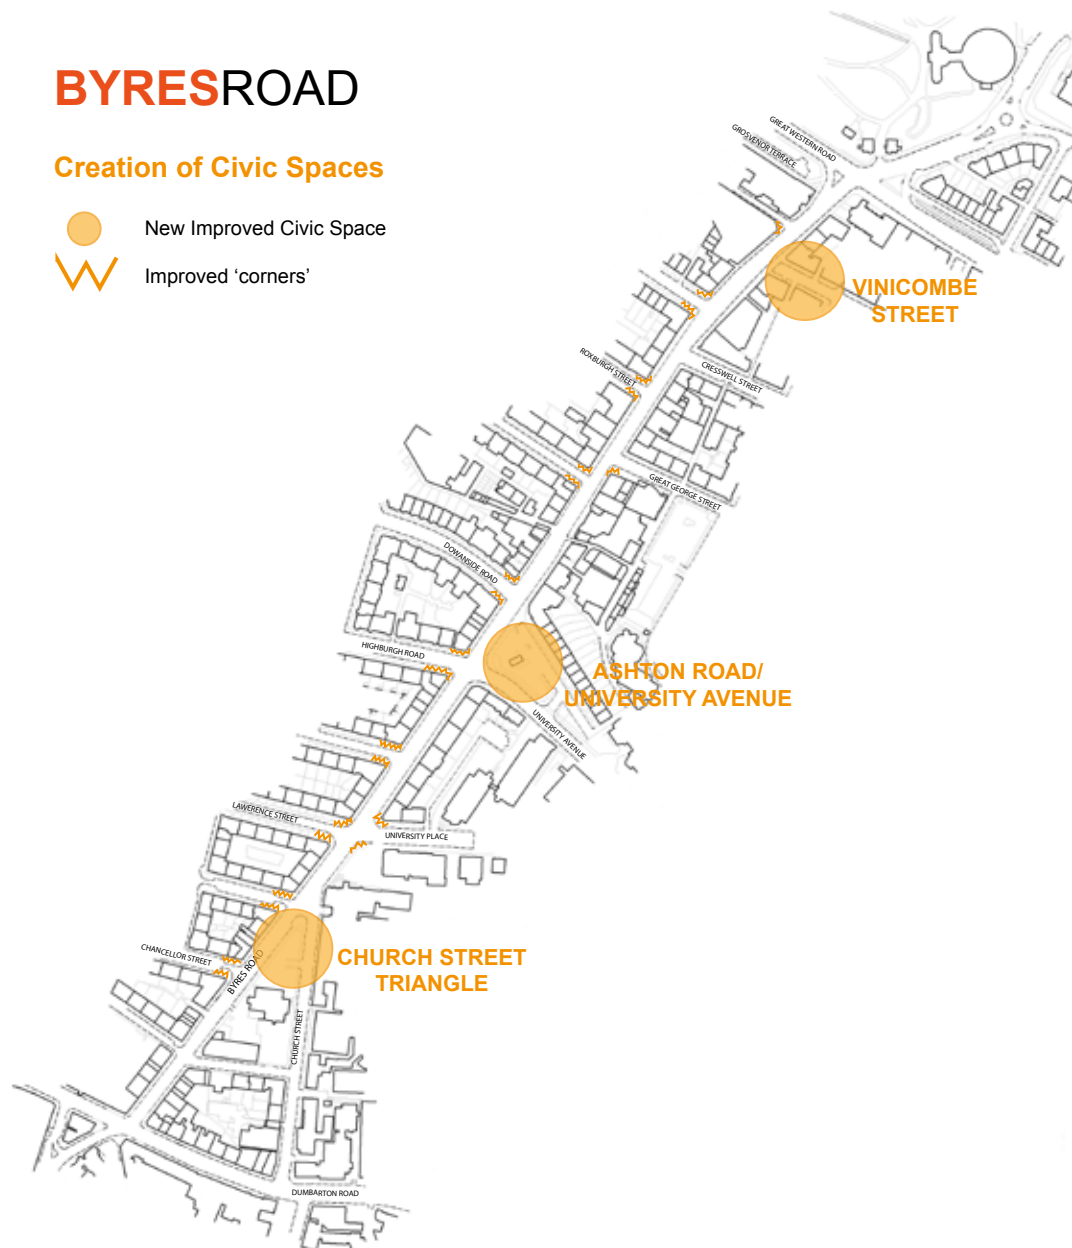 BYRESROAD
Creation of Civic Spaces
New Improved Civic Space
Improved ‘corners’
GREAT WESTERN ROAD
GROSVENOR TERRACE
VINICOMBE
STREET
ROXBURGH STREET
CRESSWELL STREET
GREAT GEORGE STREET
DOWANSIDE ROAD
HIGHBURGH ROAD
ASHTON ROAD/
UNIVERSITY AVENUE
UNIVERSITY AVENUE
LAWERENCE STREET
UNIVERSITY PLACE
CHANCELLOR STREET
BYRES ROAD
CHURCH STREET
TRIANGLE
CHURCH STREET
DUMBARTON ROAD